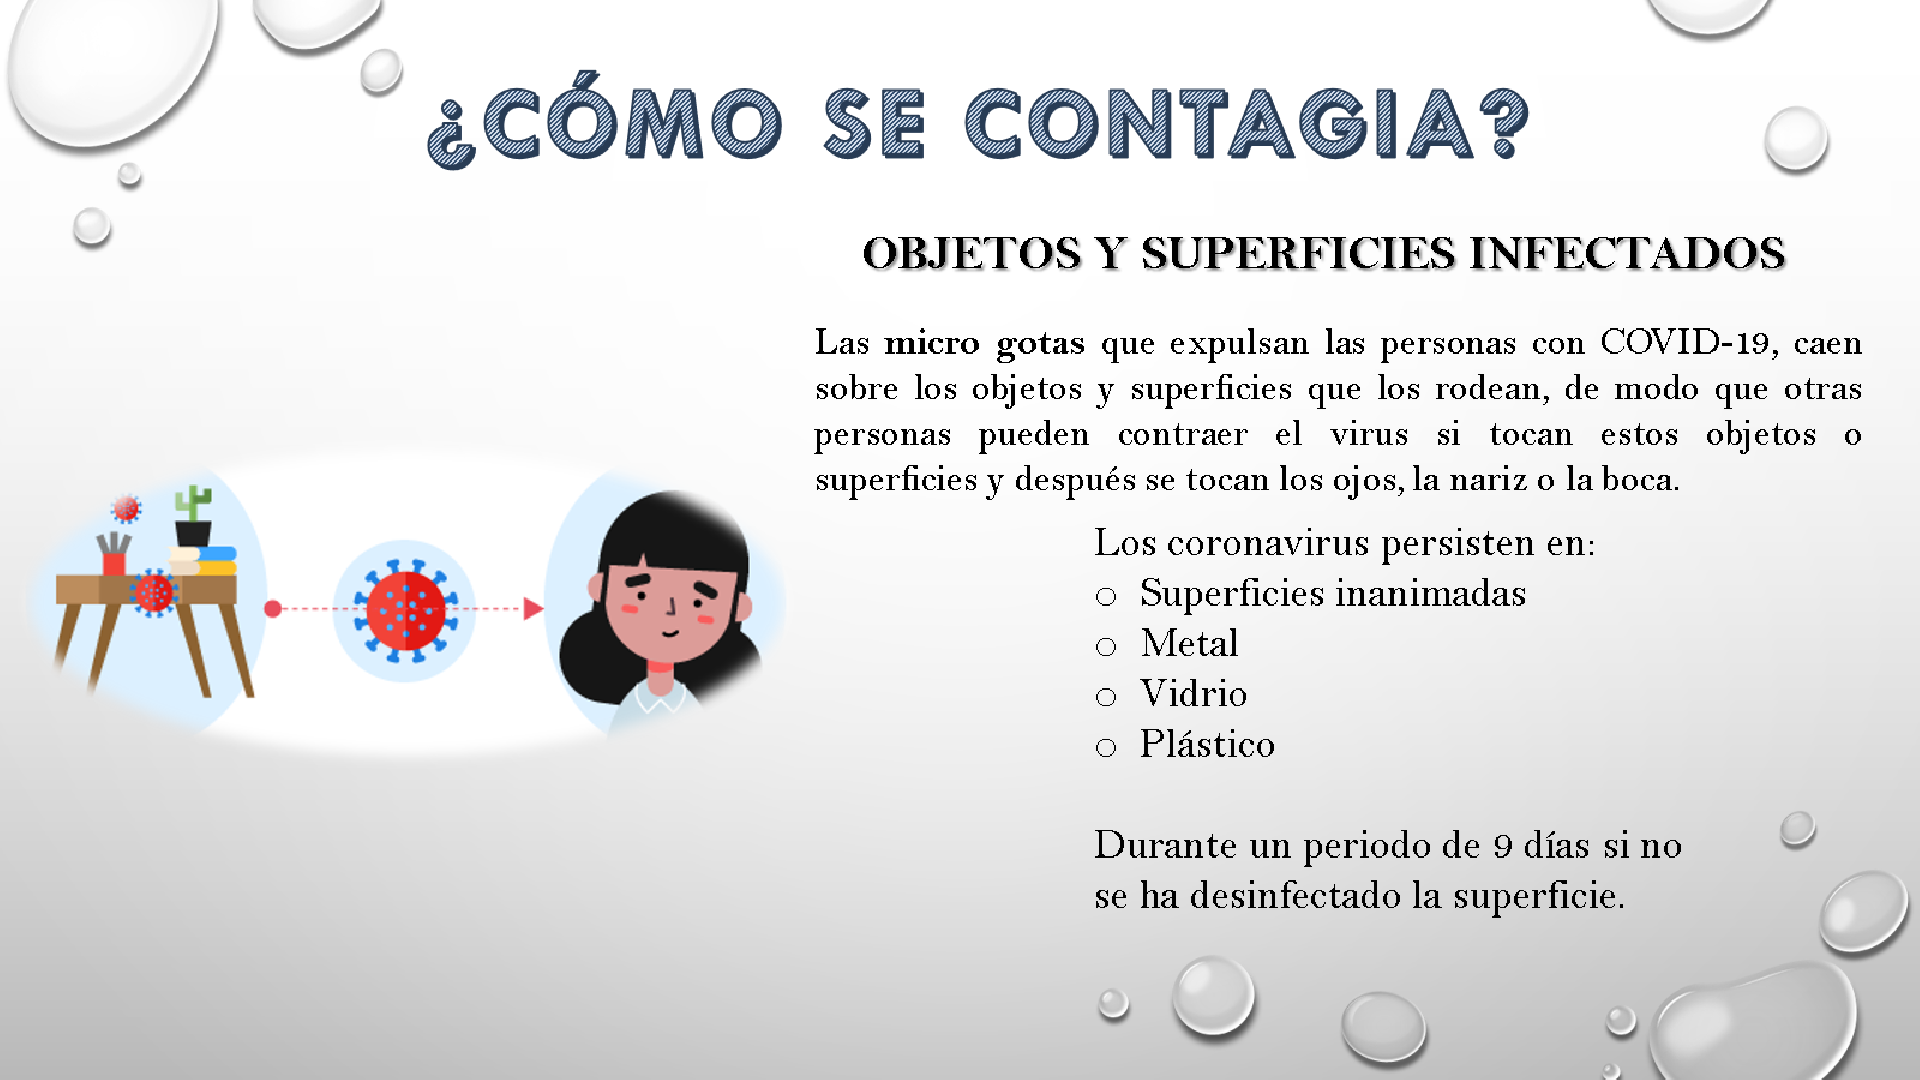 ¿CÓMO SE CONTAGIA?
OBJETOS Y SUPERFICIES INFECTADOS
Las micro gotas que expulsan las personas con COVID-19, caen
sobre los objetos y superficies que los rodean, de modo que otras
personas pueden contraer el virus si tocan estos objetos o
superficies y después se tocan los ojos, la nariz o la boca.
Los coronavirus persisten en:
o Superficies inanimadas
o Metal
o Vidrio
o Plástico
Durante un periodo de 9 días si no
se ha desinfectado la superficie.